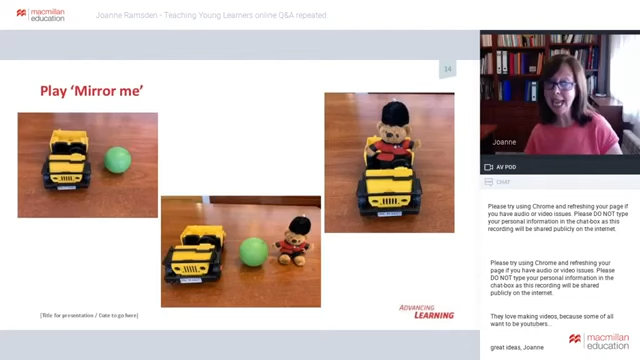 macmillan
education
Joanne Ramsden - Teaching Young Learners online Q&A repeated
14
Play 'Mirror me'
[Title for presentation / Date to go here]
ADVANCING
LEARNING
Joanne
AV POD
CHAT
Please try using Chrome and refreshing your page if
you have audio or video issues. Please DO NOT type
your personal information in the chat-box as this
recording will be shared publicly on the internet.
Please try using Chrome and refreshing your page if
you have audio or video issues. Please
DO NOT type your personal information in the
chat-box as this recording will be shared
publicly on the internet.
They love making videos, because some of all
want to be youtubers...
great ideas, Joanne
macmillan
education